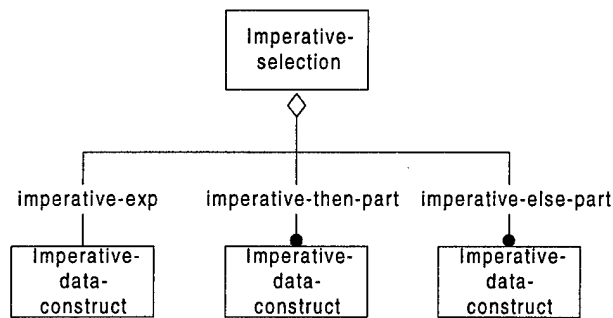 Imperative-
selection
imperative-exp
imperative-then-part
imperative-else-part
Imperative-
data-
construct
Imperative-
data-
construct
Imperative-
data-
construct